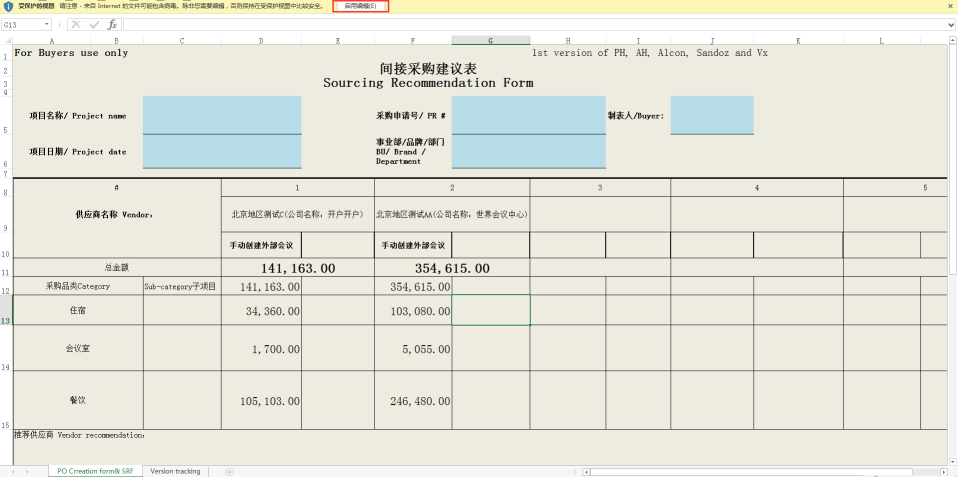 受保护的视图 注意 - 来自 Internet 的文件可能包含病毒。除非您需要编辑，否则保持在受保护视图中比较安全。 启用编辑(E)
G13 fx
A B C D E F G H I J K L
1 For Buyers use only 1st version of PH, AH, Alcon, Sandoz and Vx
2 间接采购建议表
3 Sourcing Recommendation Form
4
5 项目名称/ Project name 采购申请号/ PR # 制表人/Buyer:
6 项目日期/ Project date 事业部/品牌/部门
BU/ Brand /
Department
7
8 # 1 2 3 4 5
9 供应商名称 Vendor: 北京地区测试C(公司名称，开户开户) 北京地区测试AA(公司名称，世界会议中心)
10 手动创建外部会议 手动创建外部会议
11 总金额 141,163.00 354,615.00
12 采购品类Category Sub-category子项目 141,163.00 354,615.00
13 住宿 34,360.00 103,080.00
14 会议室 1,700.00 5,055.00
15 餐饮 105,103.00 246,480.00
推荐供应商 Vendor recommendation:
PO Crreation form& SRF Version tracking